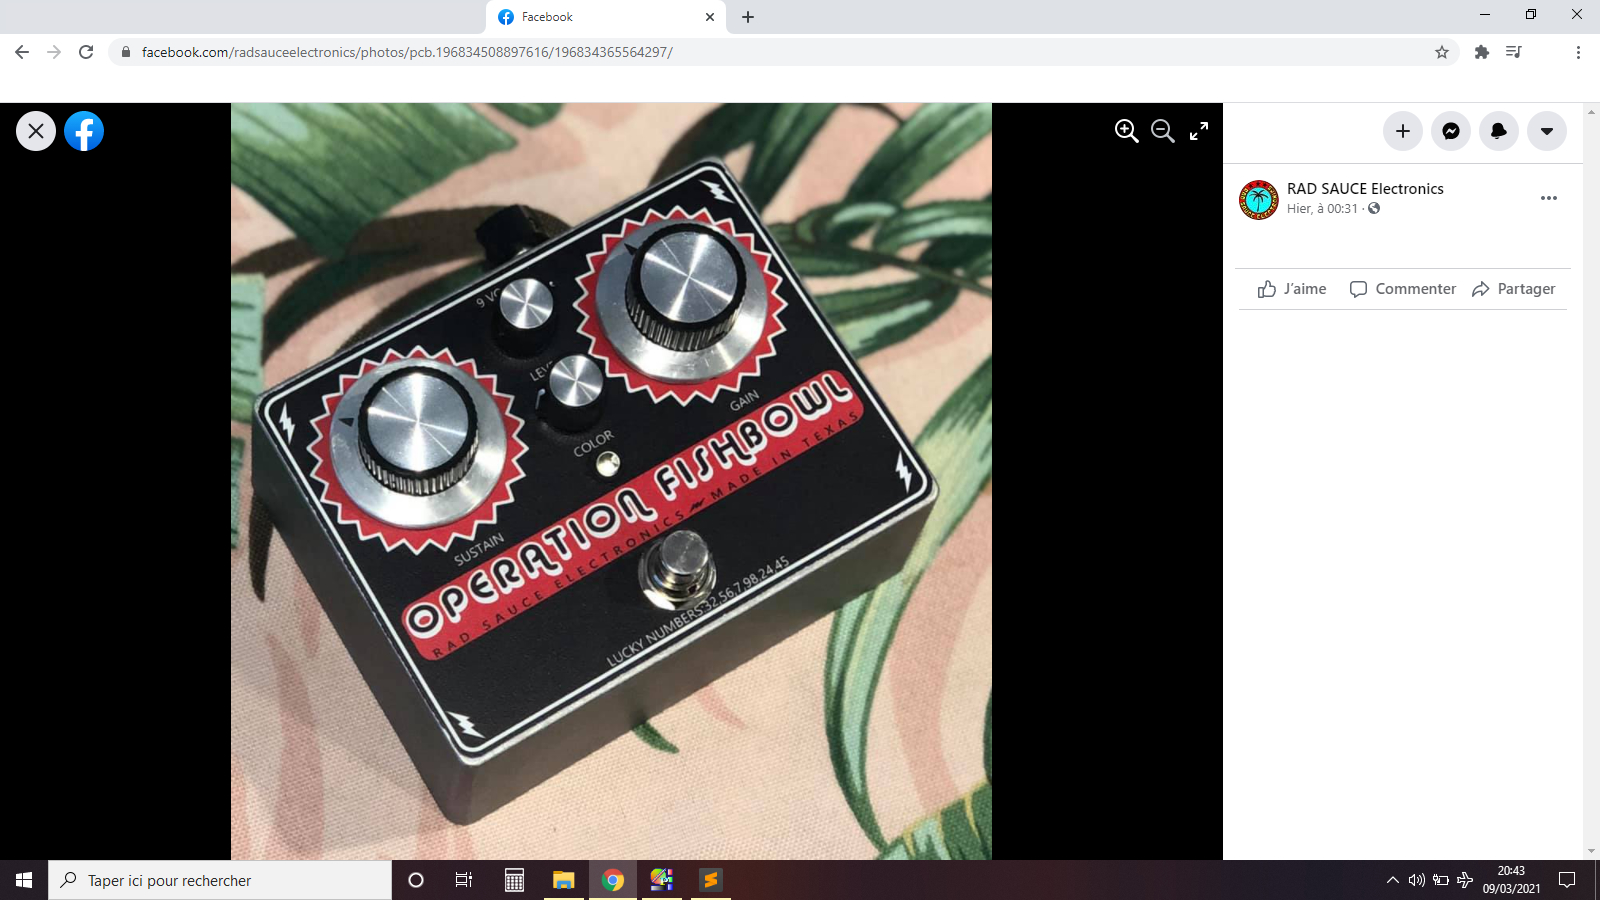 Facebook
facebook.com/radsauceelectronics/photos/pcb.196834508897616/196834365564297/
RAD SAUCE Electronics
Hier, à 00:31
J'aime
Commenter
Partager
GAIN
COLOR
SUSTAIN
OPERATION FISHBOWL
RAD SAUCE ELECTRONICS MADE IN TEXAS
LUCKY NUMBERS 32,56,7,98,24,45
Taper ici pour rechercher
20:43
09/03/2021